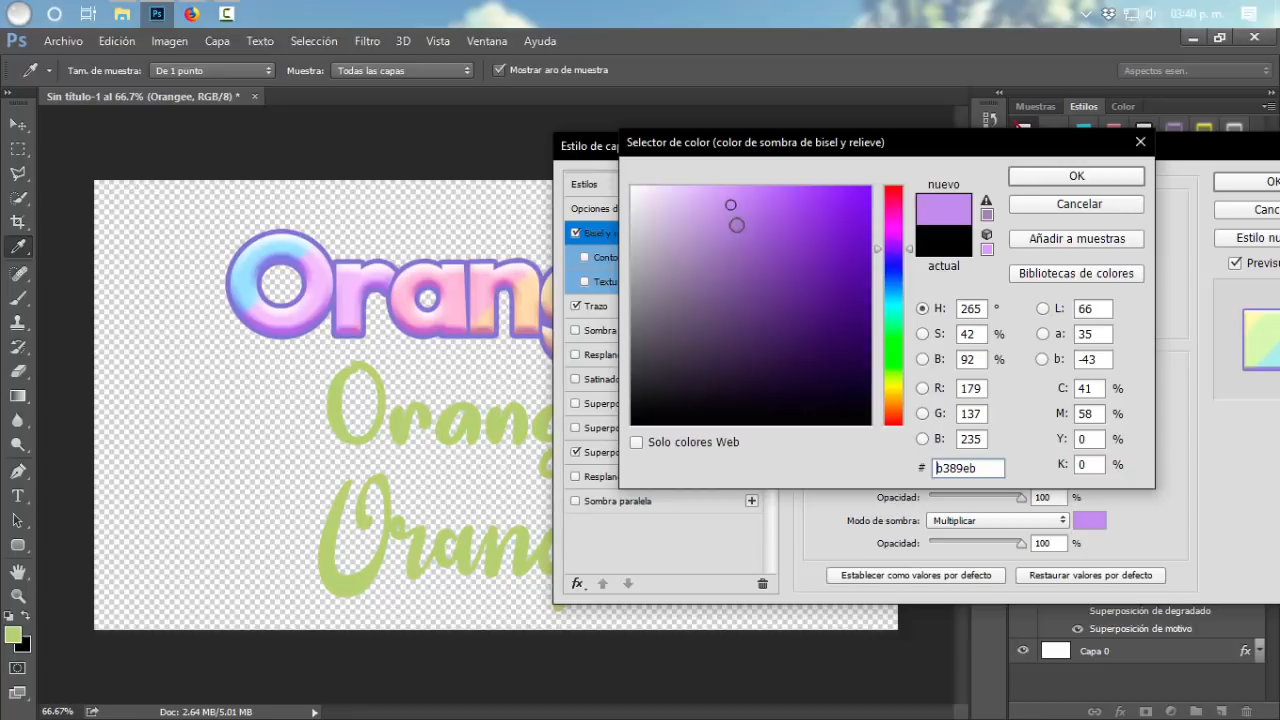 03:40 p. m.
Ps Archivo Edición Imagen Capa Texto Selección Filtro 3D Vista Ventana Ayuda
Tam. de muestra: De 1 punto Muestra: Todas las capas Mostrar aro de muestra Aspectos esen.
Sin título-1 al 66.7% (Orangee, RGB/8) * Muestras Estilos Color
Estilo de ca Selector de color (color de sombra de bisel y relieve)
Estilos nuevo OK OK
Opciones d Cancelar Canc
Bisel y Añadir a muestras Estilo nu
Conto actual Previs
Textu Bibliotecas de colores
Trazo H: 265 ° L: 66
Sombra S: 42 % a: 35
Resplan B: 92 % b: -43
Satinad R: 179 C: 41 %
Superpo G: 137 M: 58 %
Superpo Solo colores Web B: 235 Y: 0 %
Superpo # b389eb K: 0 %
Resplan Opacidad: 100 %
Sombra paralela Modo de sombra: Multiplicar
Opacidad: 100 %
fx Establecer como valores por defecto Restaurar valores por defecto
Orang
Orang
Oran
Superposición de degradado
Superposición de motivo
Capa 0 fx
66.67% Doc: 2.64 MB/5.01 MB